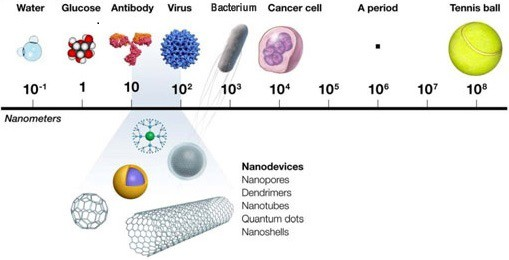 Water Glucose Antibody Virus Bacterium Cancer cell A period Tennis ball
10⁻¹ 1 10 10² 10³ 10⁴ 10⁵ 10⁶ 10⁷ 10⁸
Nanometers
Nanodevices
Nanopores
Dendrimers
Nanotubes
Quantum dots
Nanoshells